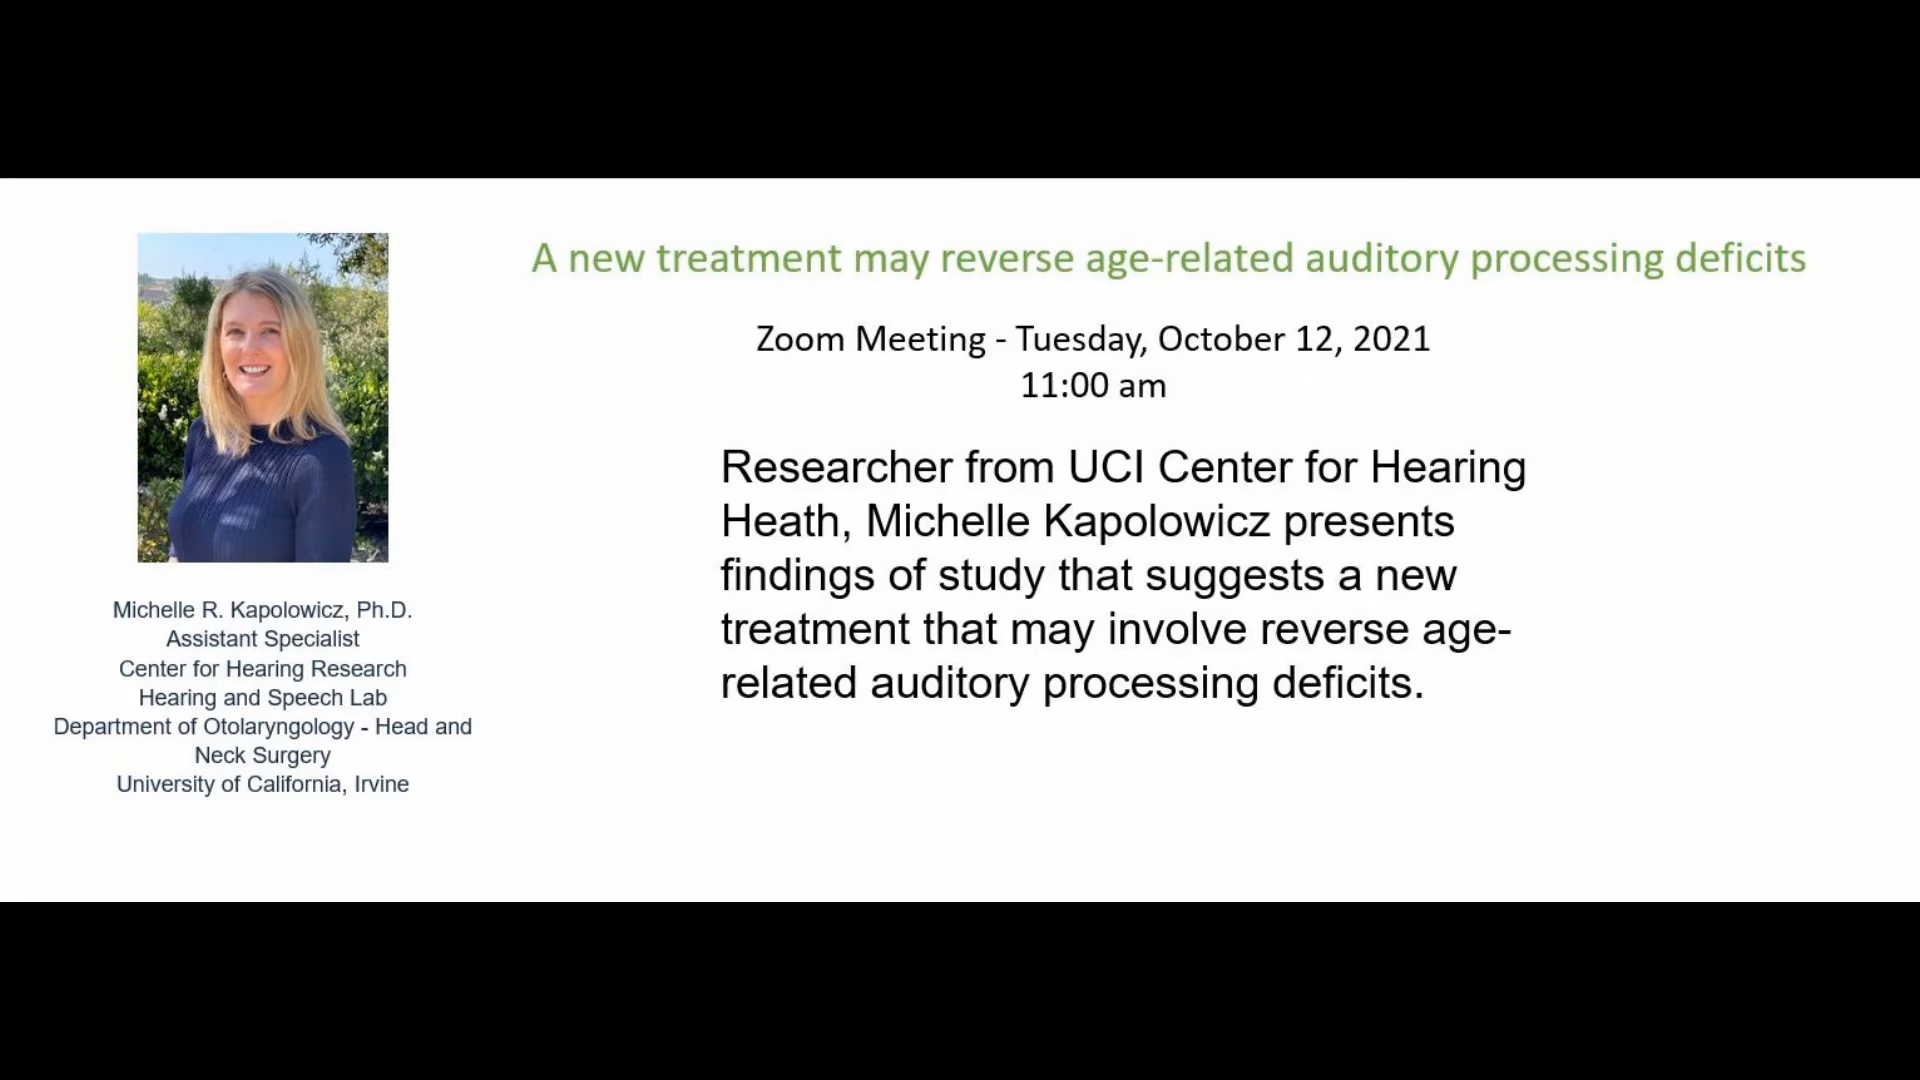 A new treatment may reverse age-related auditory processing deficits
Zoom Meeting - Tuesday, October 12, 2021
11:00 am
Researcher from UCI Center for Hearing
Heath, Michelle Kapolowicz presents
findings of study that suggests a new
treatment that may involve reverse age-
related auditory processing deficits.
Michelle R. Kapolowicz, Ph.D.
Assistant Specialist
Center for Hearing Research
Hearing and Speech Lab
Department of Otolaryngology - Head and
Neck Surgery
University of California, Irvine